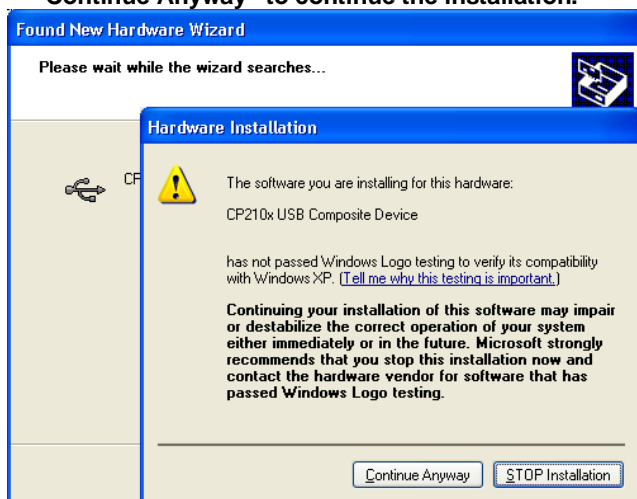 Continue Anyway" to continue the installation.
Found New Hardware Wizard
Please wait while the wizard searches...
Hardware Installation
CP
The software you are installing for this hardware:
CP210x USB Composite Device
has not passed Windows Logo testing to verify its compatibility
with Windows XP. (Tell me why this testing is important.)
Continuing your installation of this software may impair
or destabilize the correct operation of your system
either immediately or in the future. Microsoft strongly
recommends that you stop this installation now and
contact the hardware vendor for software that has
passed Windows Logo testing.
Continue Anyway
STOP Installation